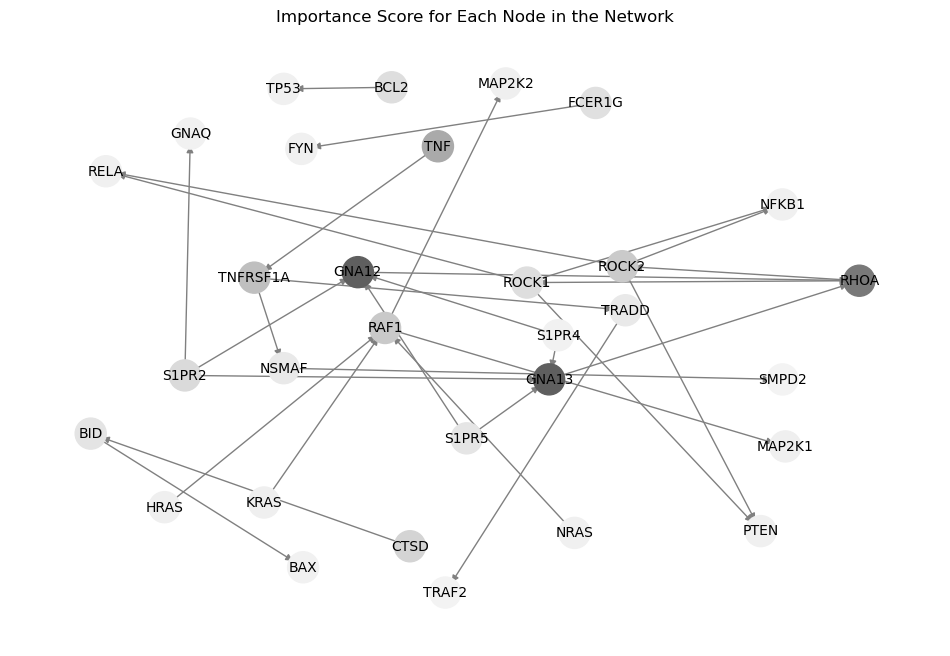 Importance Score for Each Node in the Network
MAP2K2
TP53
BCL2
FCER1G
GNAQ
FYN
TNF
RELA
NFKB1
ROCK2
GNA12
TNFRSF1A
ROCK1
RHOA
TRADD
RAF1
S1PR4
NSMAF
S1PR2
GNA13
SMPD2
BID
S1PR5
MAP2K1
KRAS
HRAS
NRAS
PTEN
CTSD
BAX
TRAF2